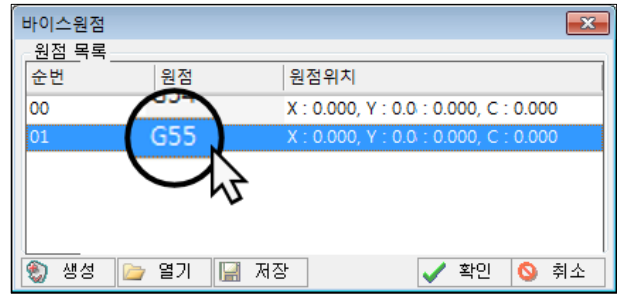 바이스원점
원점 목록
순번 원점 원점위치
00 G54 X : 0.000, Y : 0.0 : 0.000, C : 0.000
01 G55 X : 0.000, Y : 0.0 : 0.000, C : 0.000
생성 열기 저장 확인 취소